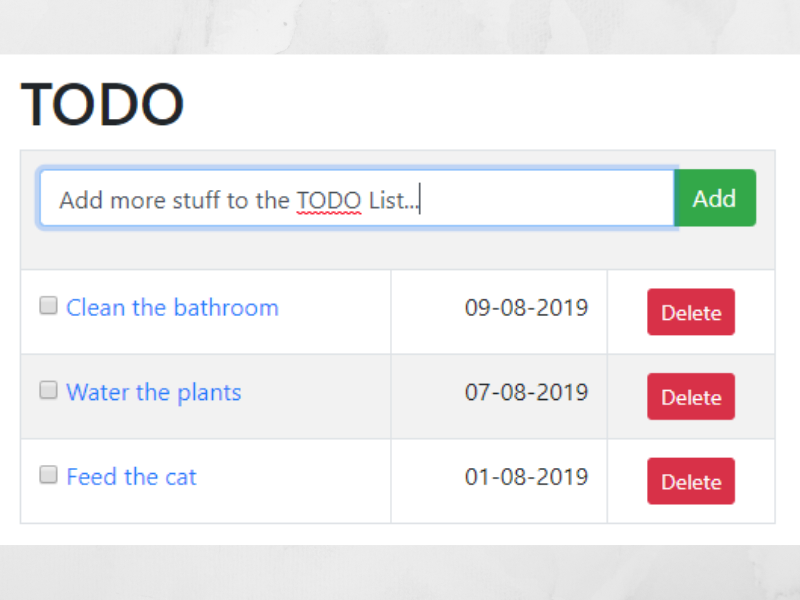 TODO
Add more stuff to the TODO List...
Add
Clean the bathroom 09-08-2019 Delete
Water the plants 07-08-2019 Delete
Feed the cat 01-08-2019 Delete